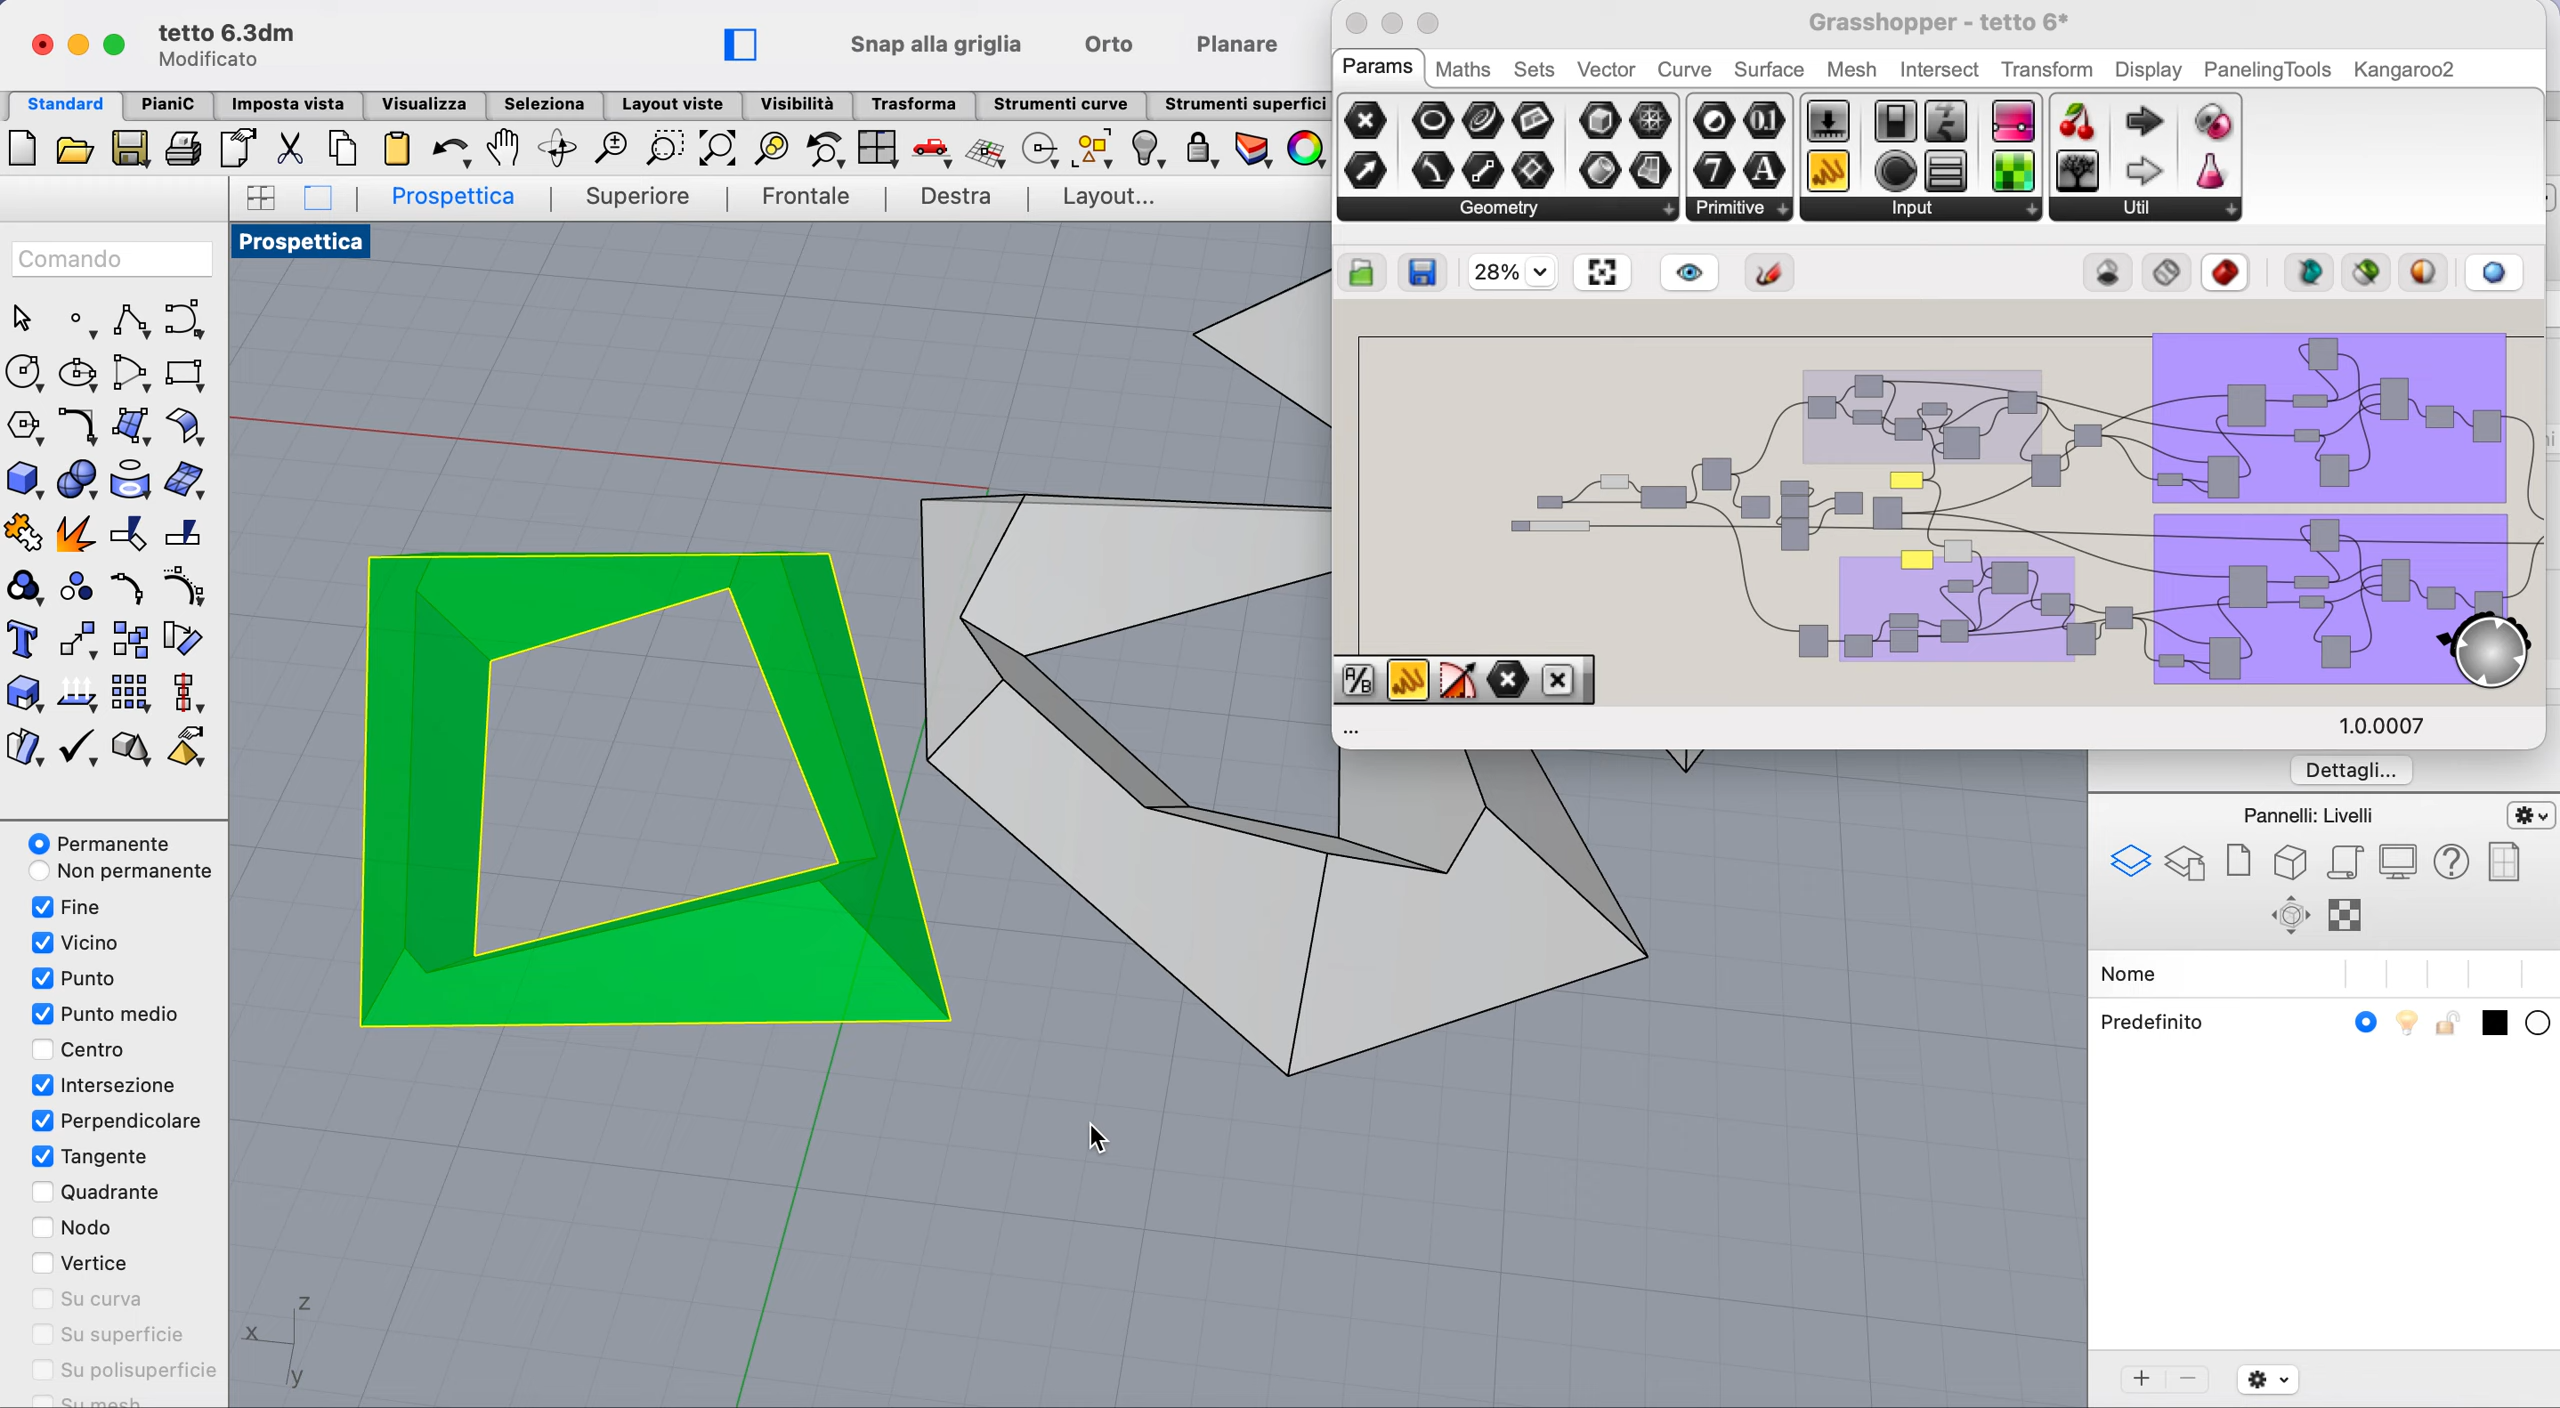 tetto 6.3dm
Modificato
Snap alla griglia
Orto
Planare
Standard
PianiC
Imposta vista
Visualizza
Seleziona
Layout viste
Visibilità
Trasforma
Strumenti curve
Strumenti superfici
Prospettica
Superiore
Frontale
Destra
Layout...
Prospettica
Comando
Permanente
Non permanente
Fine
Vicino
Punto
Punto medio
Centro
Intersezione
Perpendicolare
Tangente
Quadrante
Nodo
Vertice
Su curva
Su superficie
Su polisuperficie
Su mesh
z
x
y
Grasshopper - tetto 6*
Params
Maths
Sets
Vector
Curve
Surface
Mesh
Intersect
Transform
Display
PanelingTools
Kangaroo2
Geometry
Primitive
Input
Util
28%
...
1.0.0007
Dettagli...
Pannelli: Livelli
Nome
Predefinito